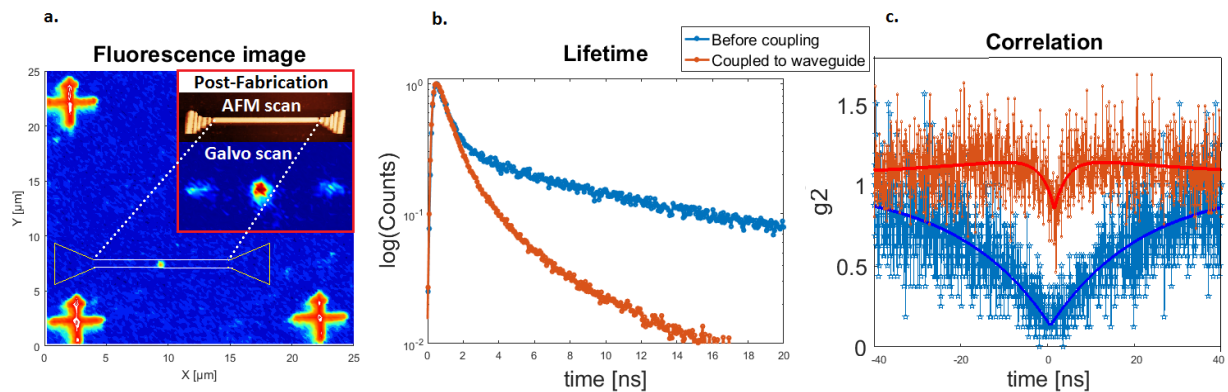 a.
Fluorescence image
Post-Fabrication
AFM scan
Galvo scan
Y [µm]
25
20
15
10
5
0
0
5
10
15
20
25
X [µm]
b.
Lifetime
Before coupling
Coupled to waveguide
log(Counts)
10⁰
10⁻¹
10⁻²
0
2
4
6
8
10
12
14
16
18
20
time [ns]
c.
Correlation
g2
1.5
1
0.5
0
-40
-20
0
20
40
time [ns]